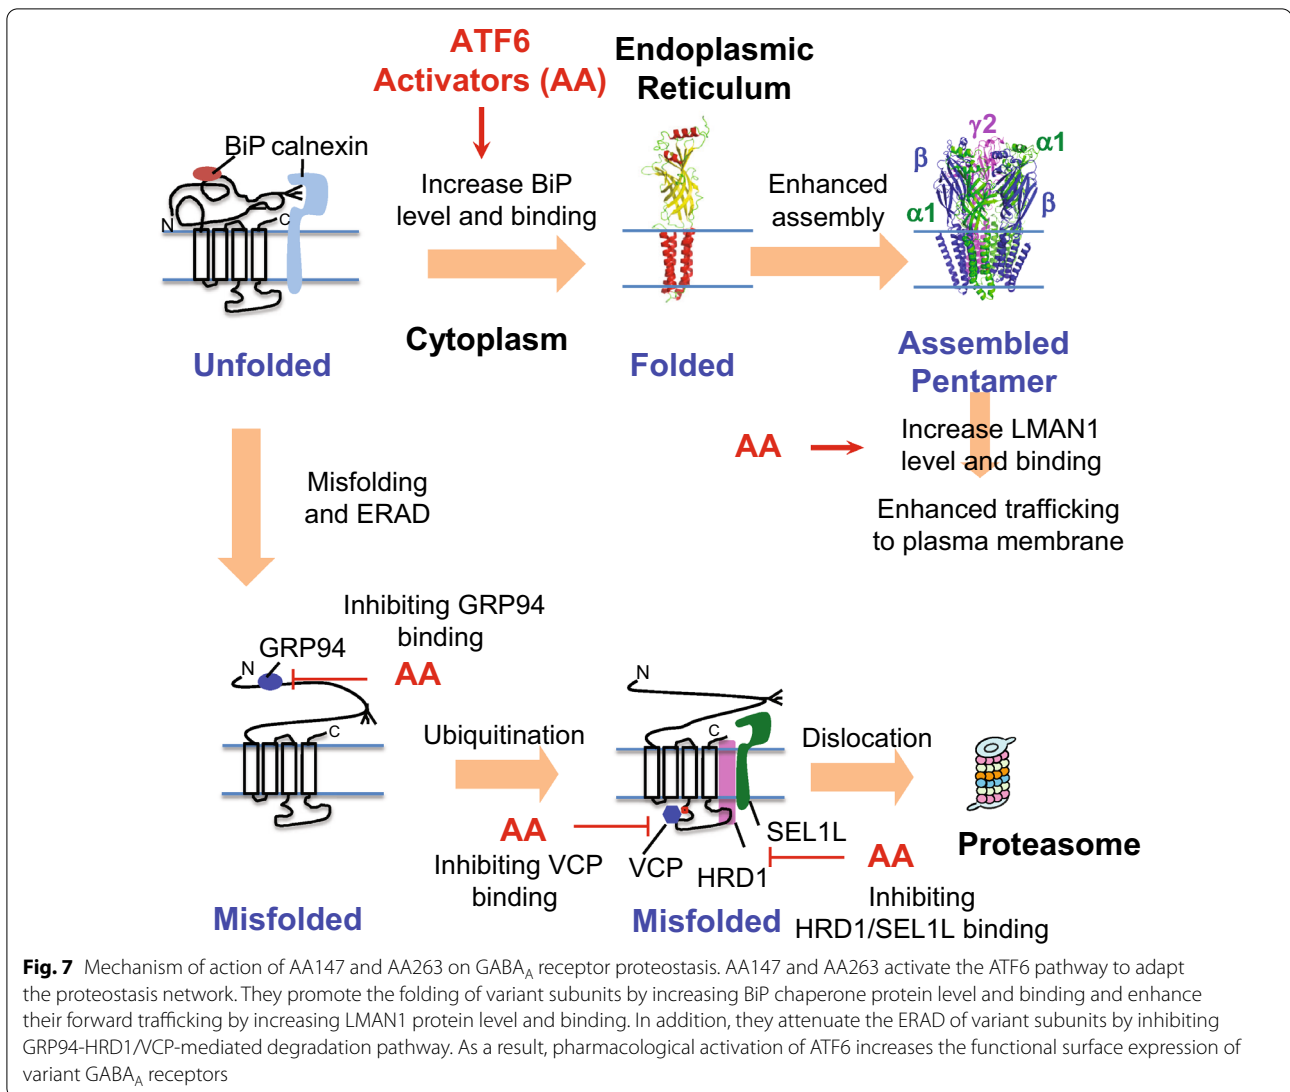 ATF6
Activators (AA)
Endoplasmic
Reticulum
BiP calnexin
N
C
Increase BiP
level and binding
Enhanced
assembly
γ2
α1
β
α1
β
Cytoplasm
Unfolded
Folded
Assembled
Pentamer
AA
Increase LMAN1
level and binding
Enhanced trafficking
to plasma membrane
Misfolding
and ERAD
Inhibiting GRP94
binding
GRP94
N
AA
C
Ubiquitination
N
C
Dislocation
AA
Inhibiting VCP
binding
VCP
HRD1
SEL1L
AA
Inhibiting
HRD1/SEL1L binding
Proteasome
Misfolded
Misfolded
Fig. 7 Mechanism of action of AA147 and AA263 on GABAA receptor proteostasis. AA147 and AA263 activate the ATF6 pathway to adapt
the proteostasis network. They promote the folding of variant subunits by increasing BiP chaperone protein level and binding and enhance
their forward trafficking by increasing LMAN1 protein level and binding. In addition, they attenuate the ERAD of variant subunits by inhibiting
GRP94-HRD1/VCP-mediated degradation pathway. As a result, pharmacological activation of ATF6 increases the functional surface expression of
variant GABAA receptors